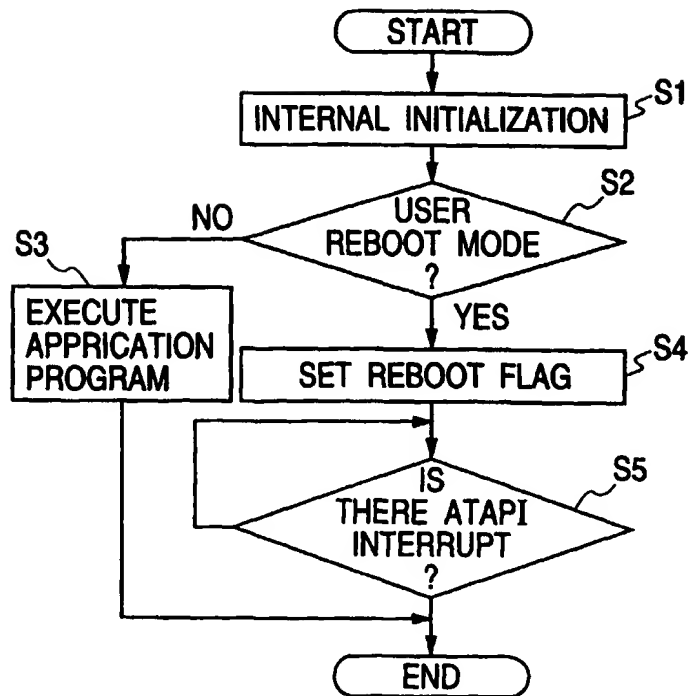 START
INTERNAL INITIALIZATION
S1
USER
REBOOT MODE
?
S2
NO
S3
EXECUTE
APPRICATION
PROGRAM
YES
SET REBOOT FLAG
S4
IS
THERE ATAPI
INTERRUPT
?
S5
END